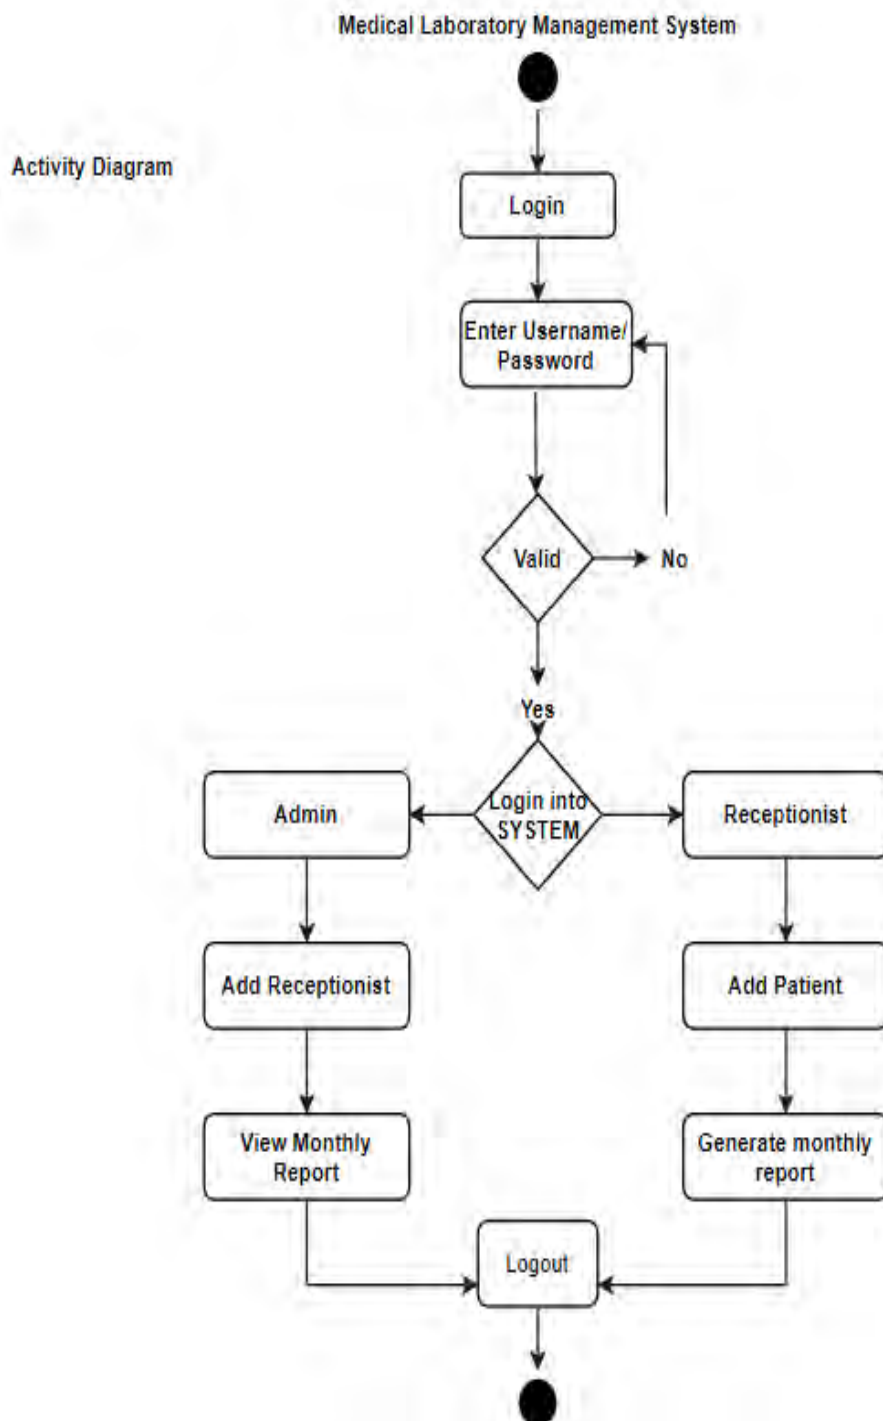 Medical Laboratory Management System
Activity Diagram
Login
Enter Username/
Password
Valid
No
Yes
Login into
SYSTEM
Admin
Receptionist
Add Receptionist
Add Patient
View Monthly
Report
Generate monthly
report
Logout